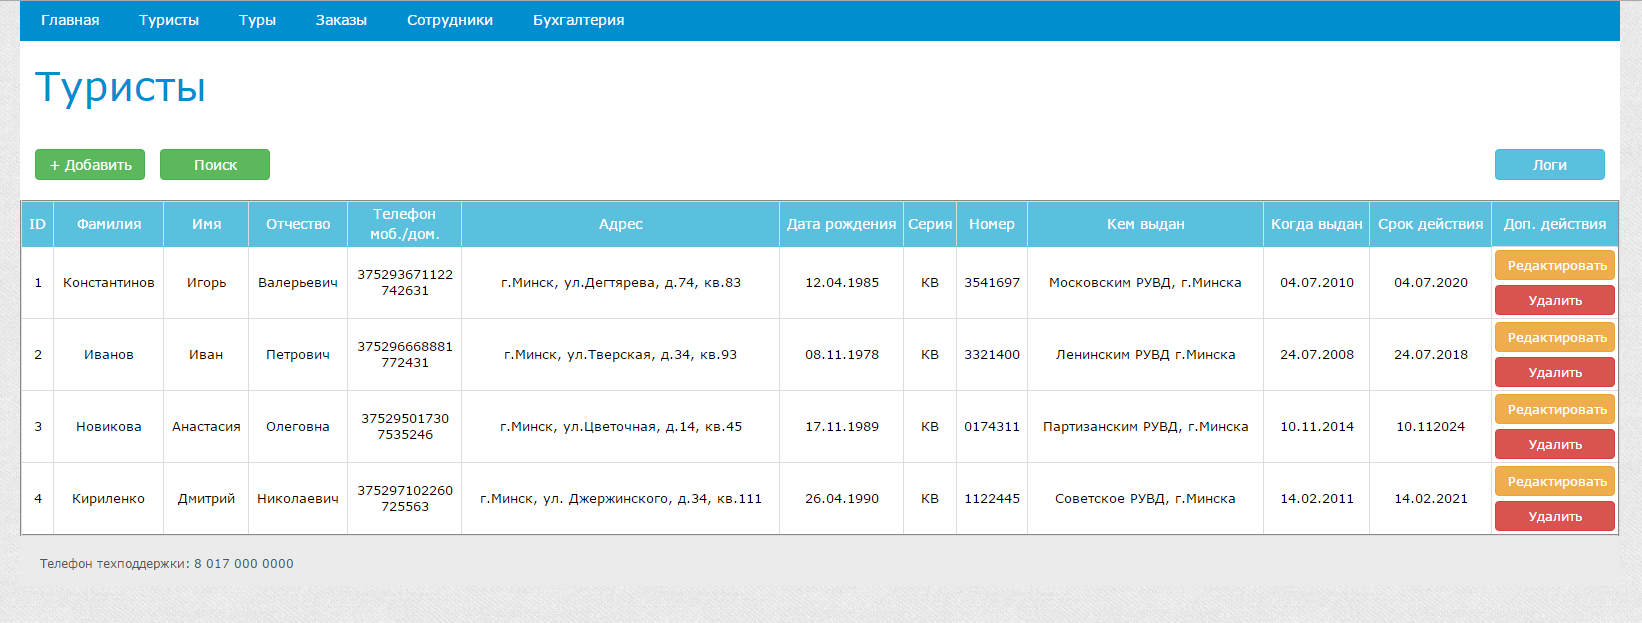 Главная Туристы Туры Заказы Сотрудники Бухгалтерия
Туристы
+ Добавить Поиск Логи
ID Фамилия Имя Отчество Телефон моб./дом. Адрес Дата рождения Серия Номер Кем выдан Когда выдан Срок действия Доп. действия
1 Константинов Игорь Валерьевич 375293671122 742631 г.Минск, ул.Дегтярева, д.74, кв.83 12.04.1985 КВ 3541697 Московским РУВД, г.Минска 04.07.2010 04.07.2020 Редактировать
Удалить
2 Иванов Иван Петрович 375296668881 772431 г.Минск, ул.Тверская, д.34, кв.93 08.11.1978 КВ 3321400 Ленинским РУВД г.Минска 24.07.2008 24.07.2018 Редактировать
Удалить
3 Новикова Анастасия Олеговна 37529501730 7535246 г.Минск, ул.Цветочная, д.14, кв.45 17.11.1989 КВ 0174311 Партизанским РУВД, г.Минска 10.11.2014 10.112024 Редактировать
Удалить
4 Кириленко Дмитрий Николаевич 375297102260 725563 г.Минск, ул. Джержинского, д.34, кв.111 26.04.1990 КВ 1122445 Советское РУВД, г.Минска 14.02.2011 14.02.2021 Редактировать
Удалить
Телефон техподдержки: 8 017 000 0000